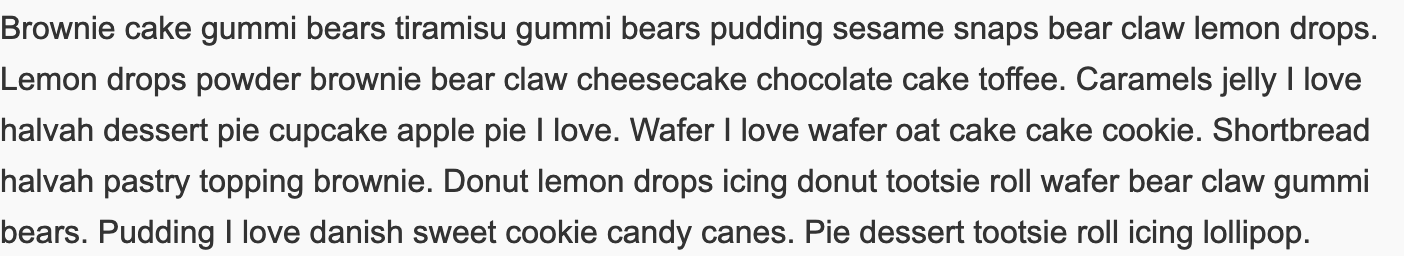 Brownie cake gummi bears tiramisu gummi bears pudding sesame snaps bear claw lemon drops.
Lemon drops powder brownie bear claw cheesecake chocolate cake toffee. Caramels jelly I love
halvah dessert pie cupcake apple pie I love. Wafer I love wafer oat cake cake cookie. Shortbread
halvah pastry topping brownie. Donut lemon drops icing donut tootsie roll wafer bear claw gummi
bears. Pudding I love danish sweet cookie candy canes. Pie dessert tootsie roll icing lollipop.